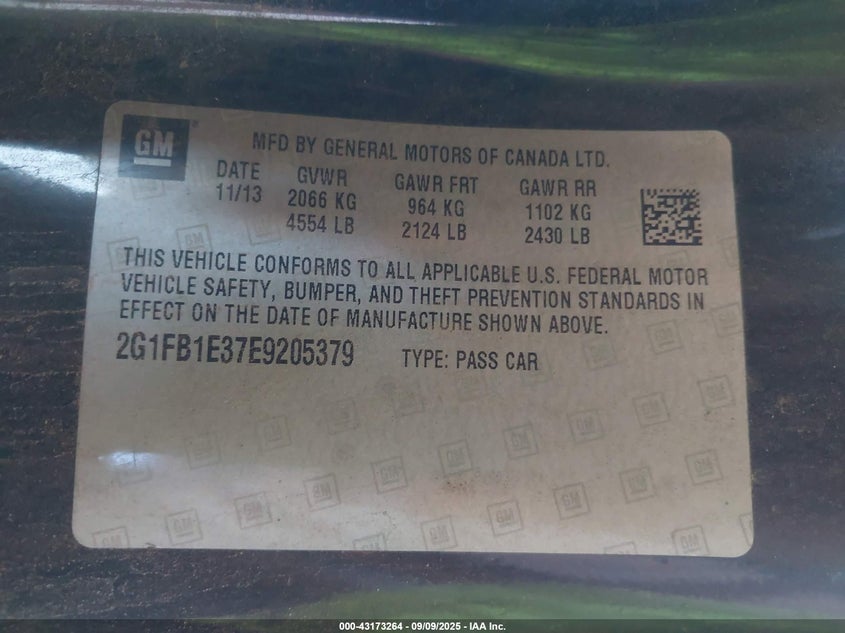 GM
MFD BY GENERAL MOTORS OF CANADA LTD.
DATE GVWR GAWR FRT GAWR RR
11/13 2066 KG 964 KG 1102 KG
4554 LB 2124 LB 2430 LB
THIS VEHICLE CONFORMS TO ALL APPLICABLE U.S. FEDERAL MOTOR
VEHICLE SAFETY, BUMPER, AND THEFT PREVENTION STANDARDS IN
EFFECT ON THE DATE OF MANUFACTURE SHOWN ABOVE.
2G1FB1E37E9205379 TYPE: PASS CAR
000-43173264 - 09/09/2025 - IAA Inc.